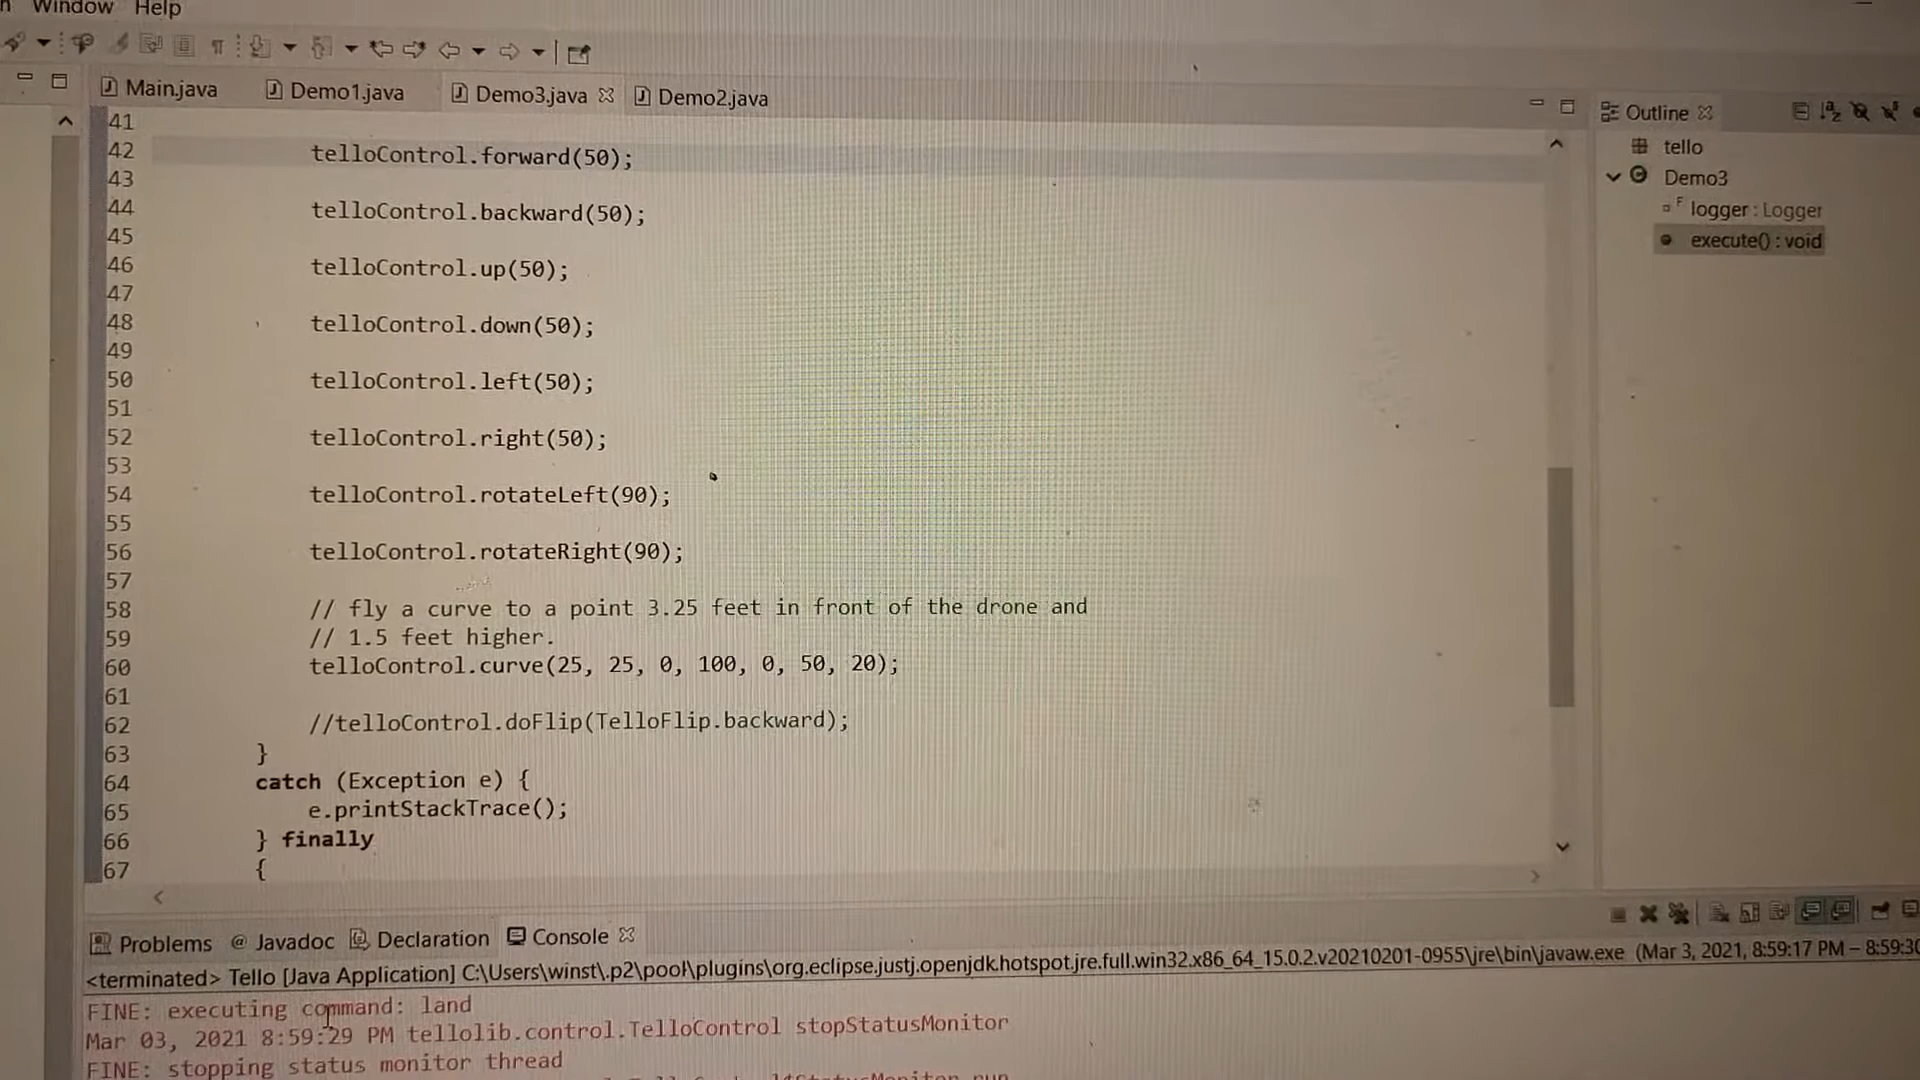 Window Help
Main.java Demo1.java Demo3.java Demo2.java
Outline
tello
Demo3
logger : Logger
execute() : void
41
42 telloControl.forward(50);
43
44 telloControl.backward(50);
45
46 telloControl.up(50);
47
48 telloControl.down(50);
49
50 telloControl.left(50);
51
52 telloControl.right(50);
53
54 telloControl.rotateLeft(90);
55
56 telloControl.rotateRight(90);
57
58 // fly a curve to a point 3.25 feet in front of the drone and
59 // 1.5 feet higher.
60 telloControl.curve(25, 25, 0, 100, 0, 50, 20);
61
62 //telloControl.doFlip(TelloFlip.backward);
63 }
64 catch (Exception e) {
65 e.printStackTrace();
66 } finally
67 {
Problems @ Javadoc Declaration Console
<terminated> Tello [Java Application] C:\Users\winst\.p2\pool\plugins\org.eclipse.justj.openjdk.hotspot.jre.full.win32.x86_64_15.0.2.v20210201-0955\jre\bin\javaw.exe (Mar 3, 2021, 8:59:17 PM – 8:59:30
FINE: executing command: land
Mar 03, 2021 8:59:29 PM tellolib.control.TelloControl stopStatusMonitor
FINE: stopping status monitor thread